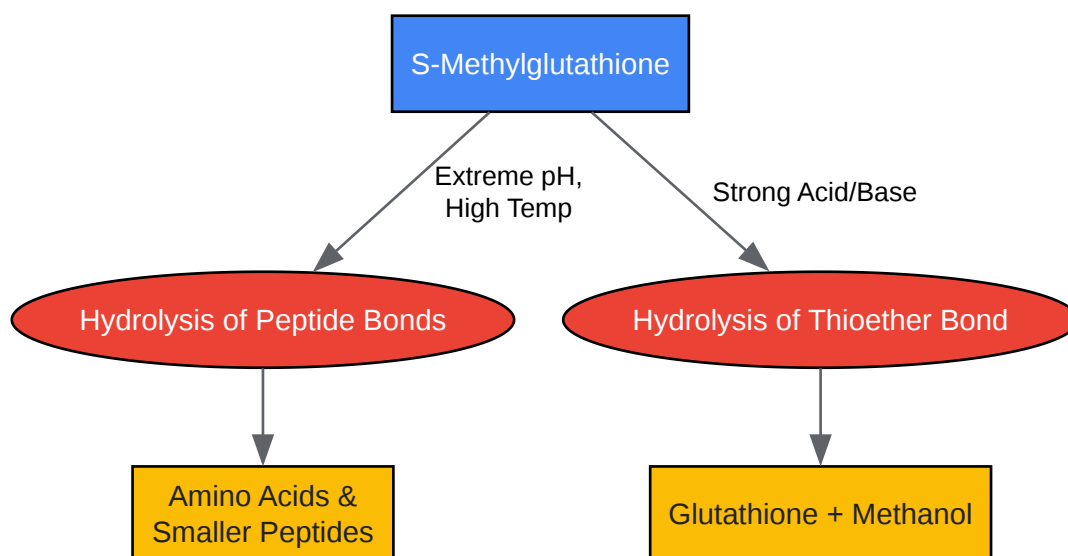 S-Methylglutathione
Extreme pH,
High Temp
Strong Acid/Base
Hydrolysis of Peptide Bonds
Hydrolysis of Thioether Bond
Amino Acids &
Smaller Peptides
Glutathione + Methanol